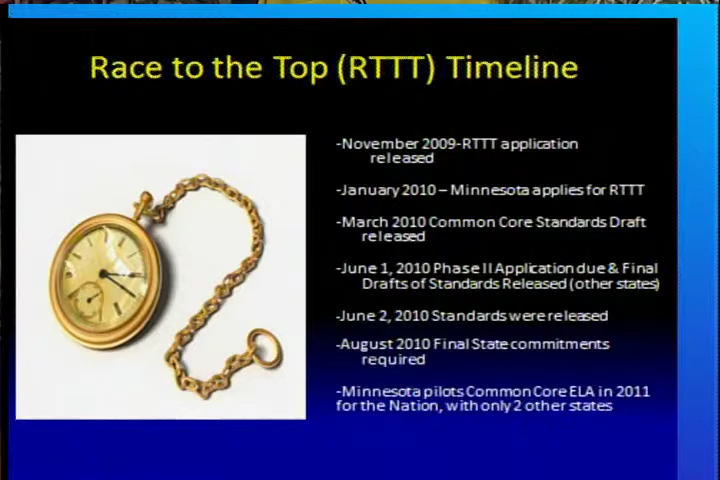 Race to the Top (RTTT) Timeline
-November 2009-RTTT application
released
-January 2010 – Minnesota applies for RTTT
-March 2010 Common Core Standards Draft
released
-June 1, 2010 Phase II Application due & Final
Drafts of Standards Released (other states)
-June 2, 2010 Standards were released
-August 2010 Final State commitments
required
-Minnesota pilots Common Core ELA in 2011
for the Nation, with only 2 other states